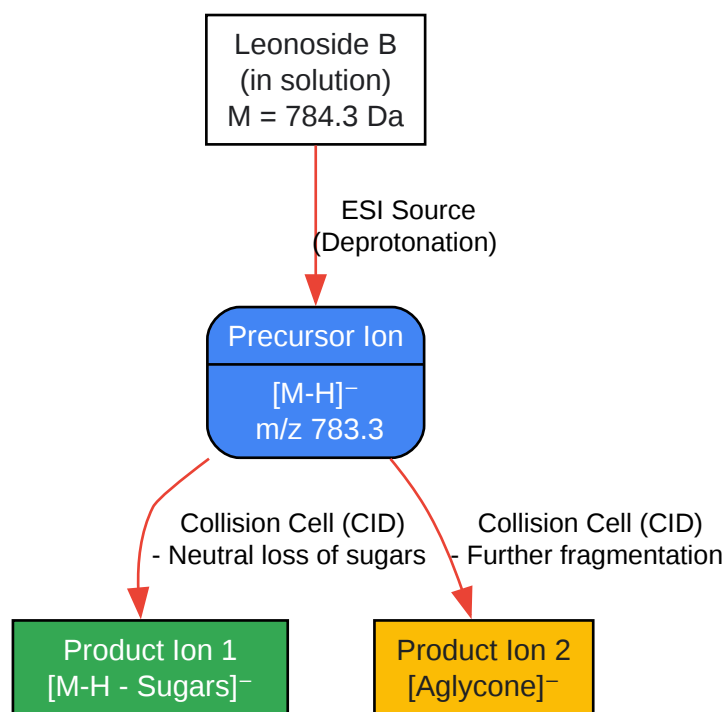 Leonoside B
(in solution)
M = 784.3 Da
ESI Source
(Deprotonation)
Precursor Ion
[M-H]⁻
m/z 783.3
Collision Cell (CID)
- Neutral loss of sugars
Collision Cell (CID)
- Further fragmentation
Product Ion 1
[M-H - Sugars]⁻
Product Ion 2
[Aglycone]⁻